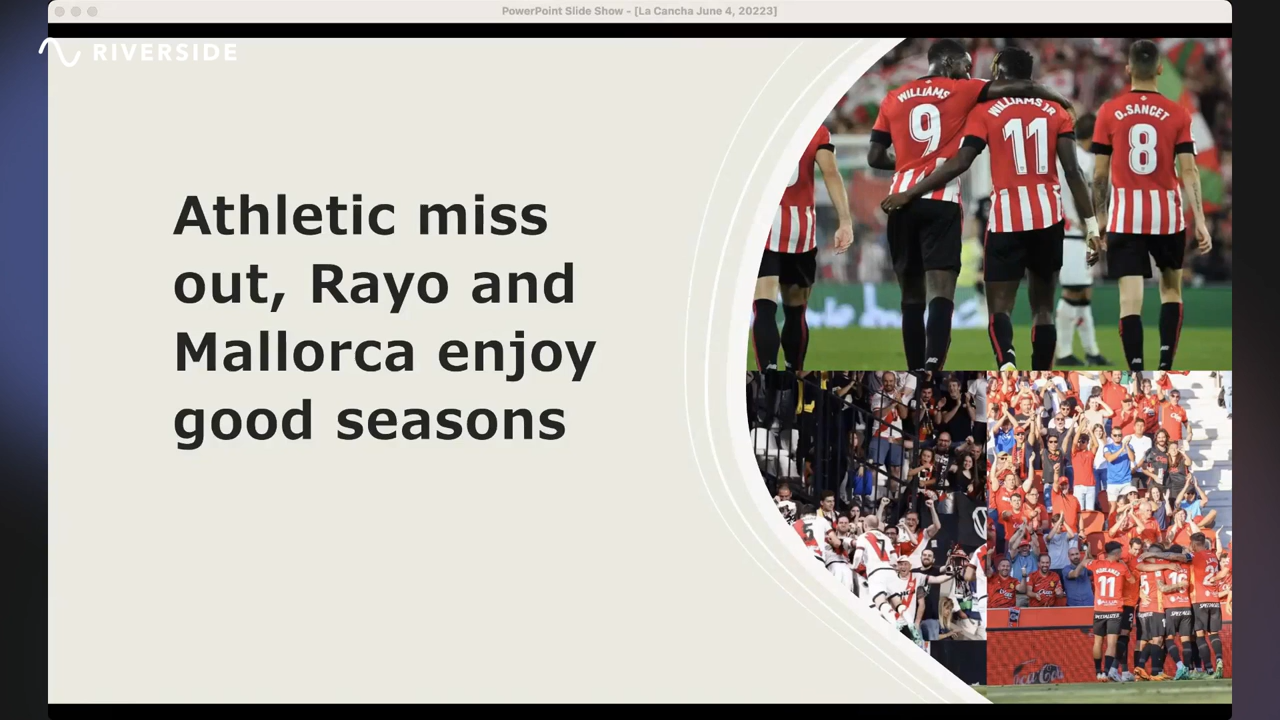 PowerPoint Slide Show - [La Cancha June 4, 20223]
RIVERSIDE
Athletic miss
out, Rayo and
Mallorca enjoy
good seasons
WILLIAMS
9
WILLIAMS JR
11
O.SANCET
8
7
11